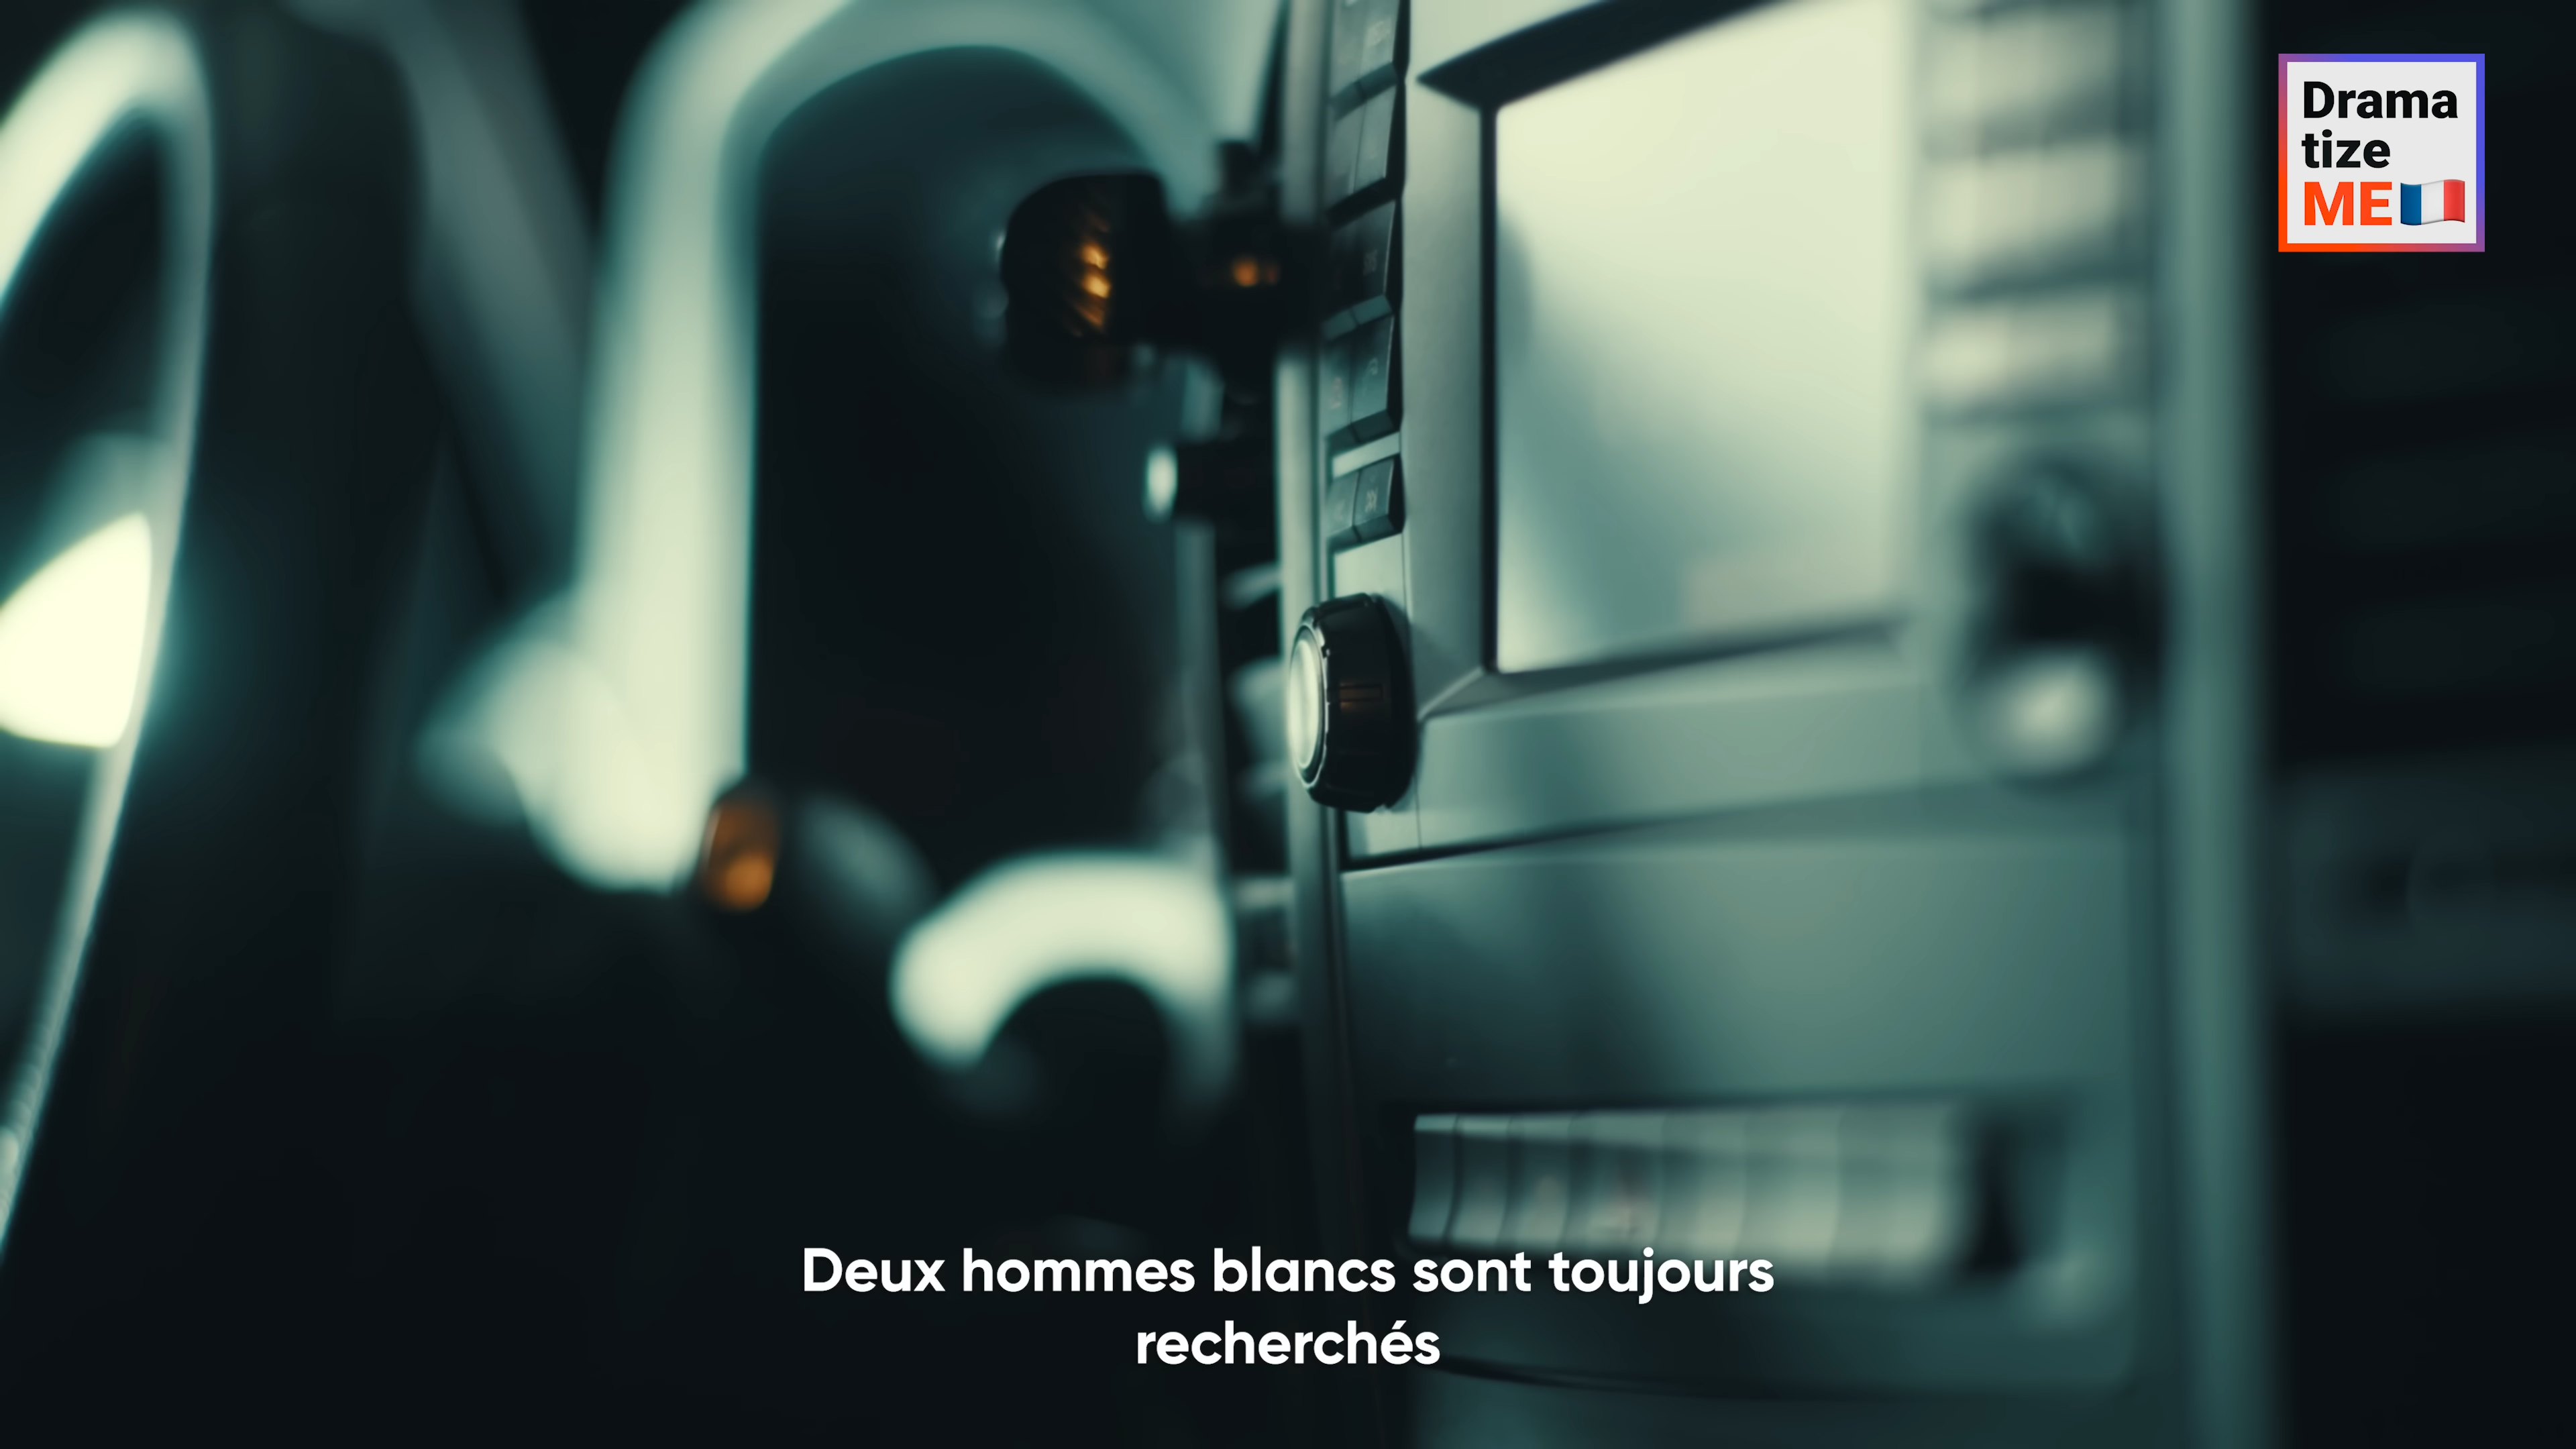 Drama
tize
ME
Deux hommes blancs sont toujours
recherchés